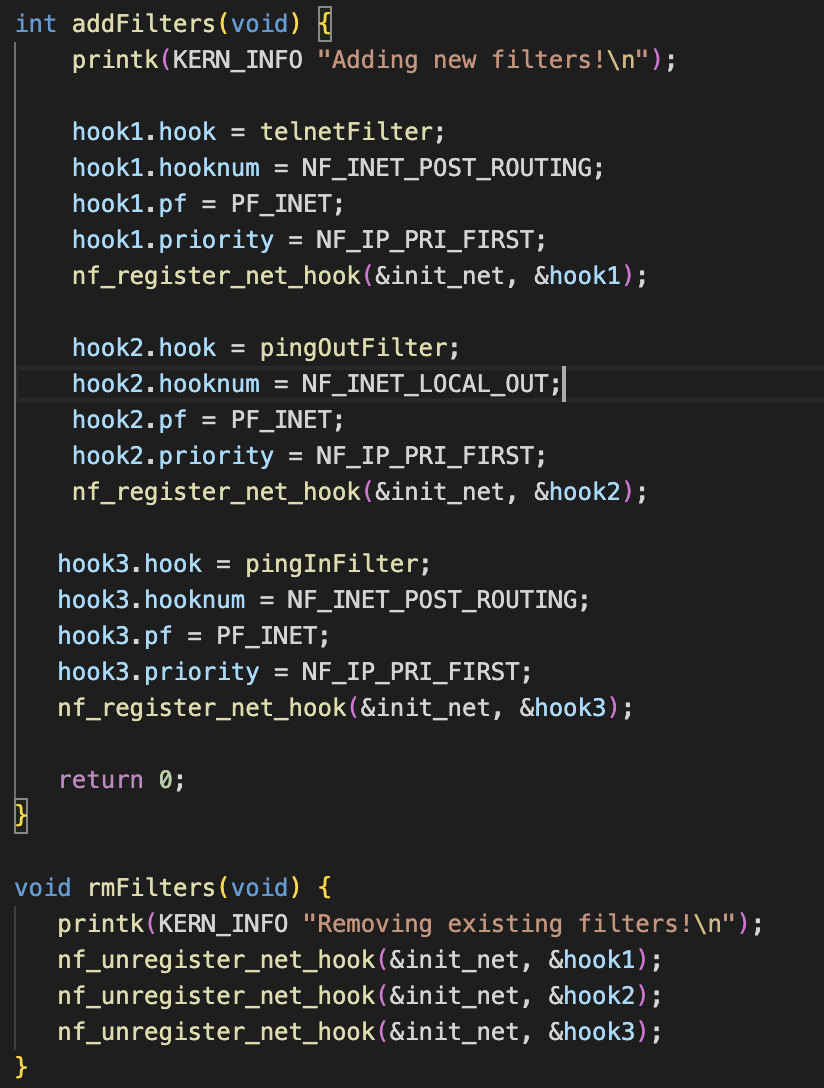 int addFilters(void) {
    printk(KERN_INFO "Adding new filters!\n");

    hook1.hook = telnetFilter;
    hook1.hooknum = NF_INET_POST_ROUTING;
    hook1.pf = PF_INET;
    hook1.priority = NF_IP_PRI_FIRST;
    nf_register_net_hook(&init_net, &hook1);

    hook2.hook = pingOutFilter;
    hook2.hooknum = NF_INET_LOCAL_OUT;
    hook2.pf = PF_INET;
    hook2.priority = NF_IP_PRI_FIRST;
    nf_register_net_hook(&init_net, &hook2);

   hook3.hook = pingInFilter;
   hook3.hooknum = NF_INET_POST_ROUTING;
   hook3.pf = PF_INET;
   hook3.priority = NF_IP_PRI_FIRST;
   nf_register_net_hook(&init_net, &hook3);

   return 0;
}

void rmFilters(void) {
   printk(KERN_INFO "Removing existing filters!\n");
   nf_unregister_net_hook(&init_net, &hook1);
   nf_unregister_net_hook(&init_net, &hook2);
   nf_unregister_net_hook(&init_net, &hook3);
}